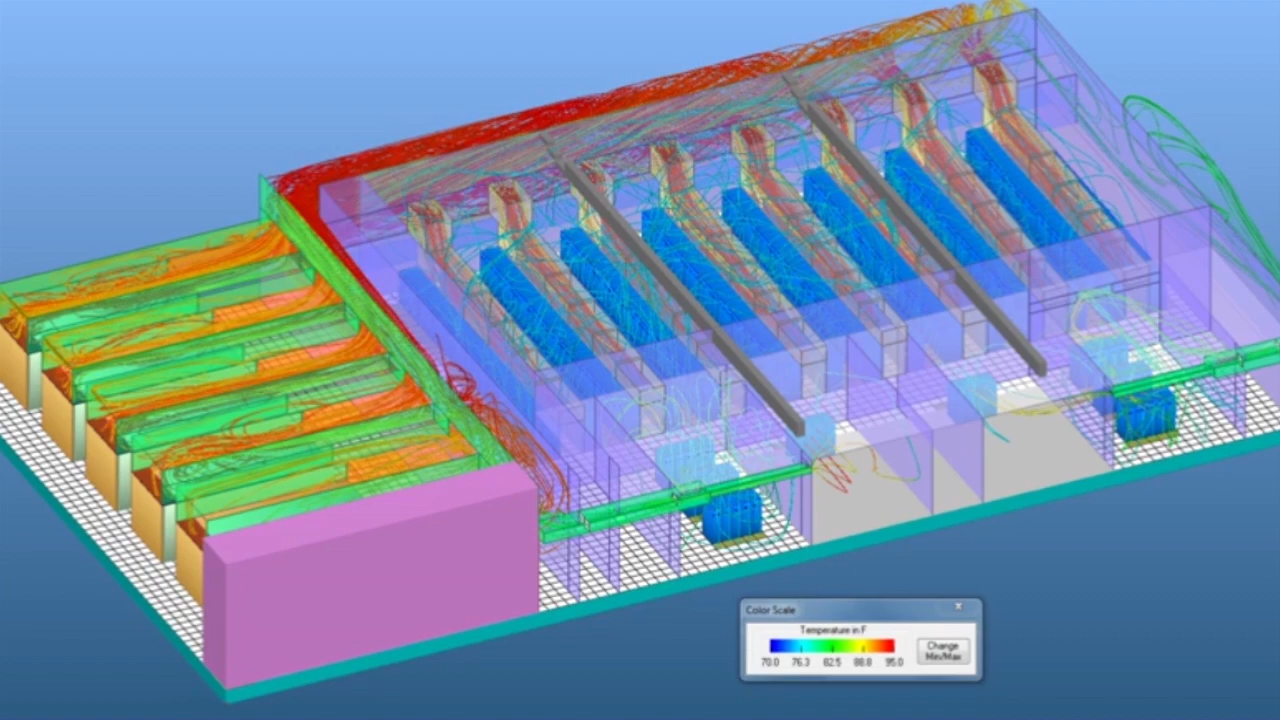 Color Scale x
Temperature in F
70.0 76.3 82.5 88.8 95.0
Change
Min/Max